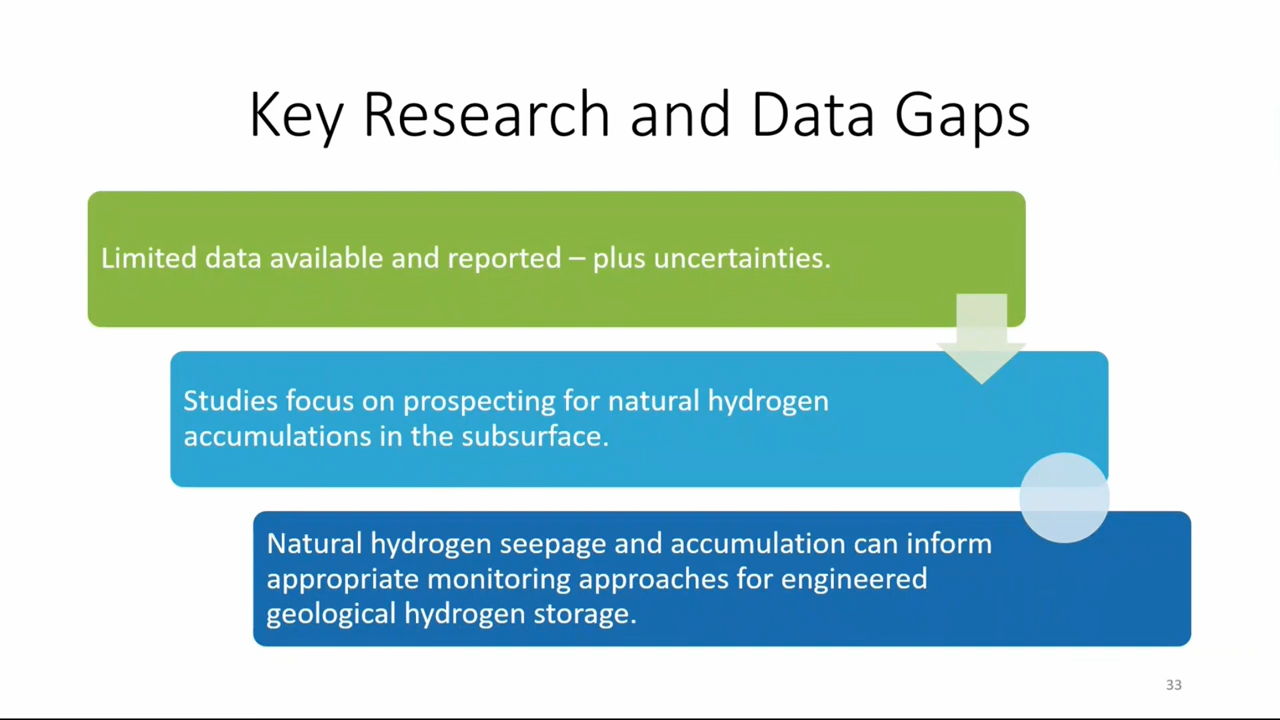 Key Research and Data Gaps
Limited data available and reported – plus uncertainties.
Studies focus on prospecting for natural hydrogen
accumulations in the subsurface.
Natural hydrogen seepage and accumulation can inform
appropriate monitoring approaches for engineered
geological hydrogen storage.
33